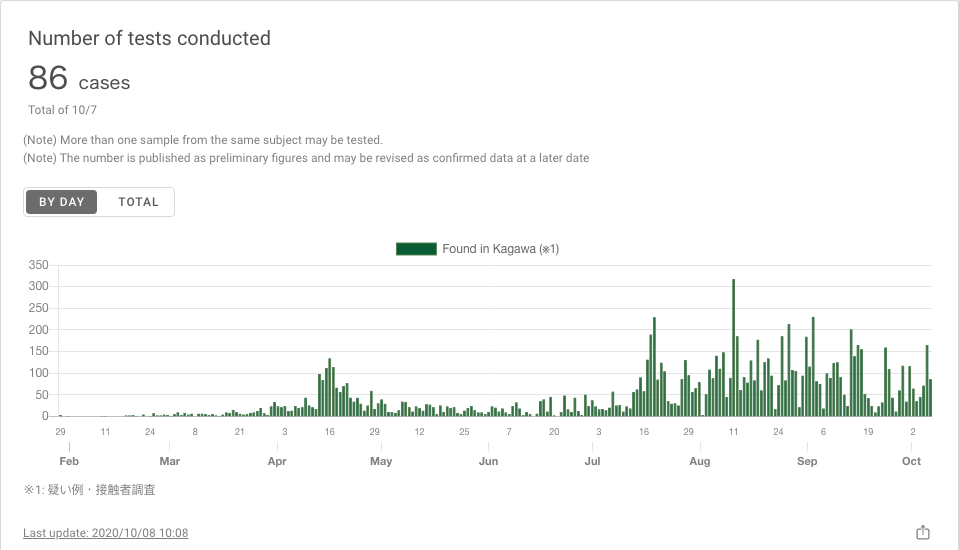 Number of tests conducted
86 cases
Total of 10/7
(Note) More than one sample from the same subject may be tested.
(Note) The number is published as preliminary figures and may be revised as confirmed data at a later date
BY DAY TOTAL
Found in Kagawa (※1)
350
300
250
200
150
100
50
0
29 11 24 8 21 3 16 29 12 25 7 20 3 16 29 11 24 6 19 2
Feb Mar Apr May Jun Jul Aug Sep Oct
※1: 疑い例・接触者調査
Last update: 2020/10/08 10:08